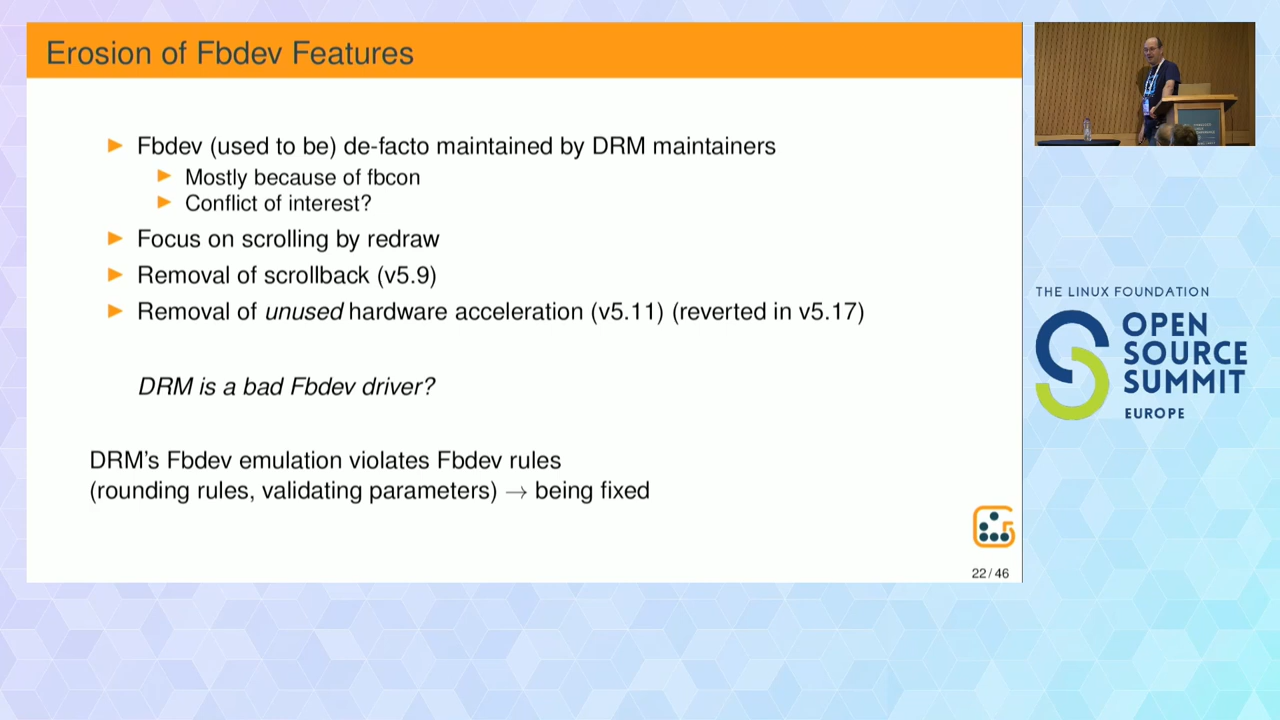 Erosion of Fbdev Features
Fbdev (used to be) de-facto maintained by DRM maintainers
Mostly because of fbcon
Conflict of interest?
Focus on scrolling by redraw
Removal of scrollback (v5.9)
Removal of unused hardware acceleration (v5.11) (reverted in v5.17)
DRM is a bad Fbdev driver?
DRM's Fbdev emulation violates Fbdev rules
(rounding rules, validating parameters) → being fixed
22/46
THE LINUX FOUNDATION
OPEN
SOURCE
SUMMIT
EUROPE